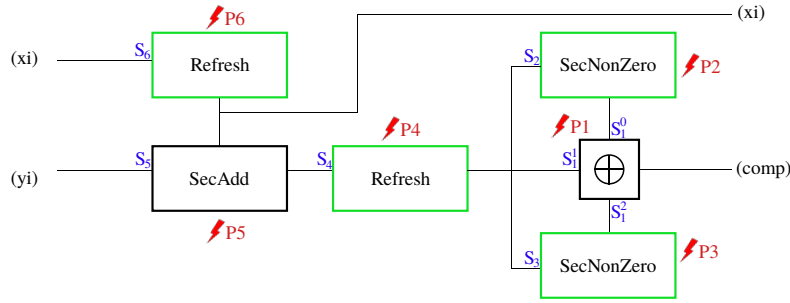 P6
(xi)
(xi)
S6
Refresh
S2
SecNonZero
P2
P4
P1
S1^0
(yi)
S5
SecAdd
S4
Refresh
S1^1
⊕
(comp)
P5
S1^2
S3
SecNonZero
P3